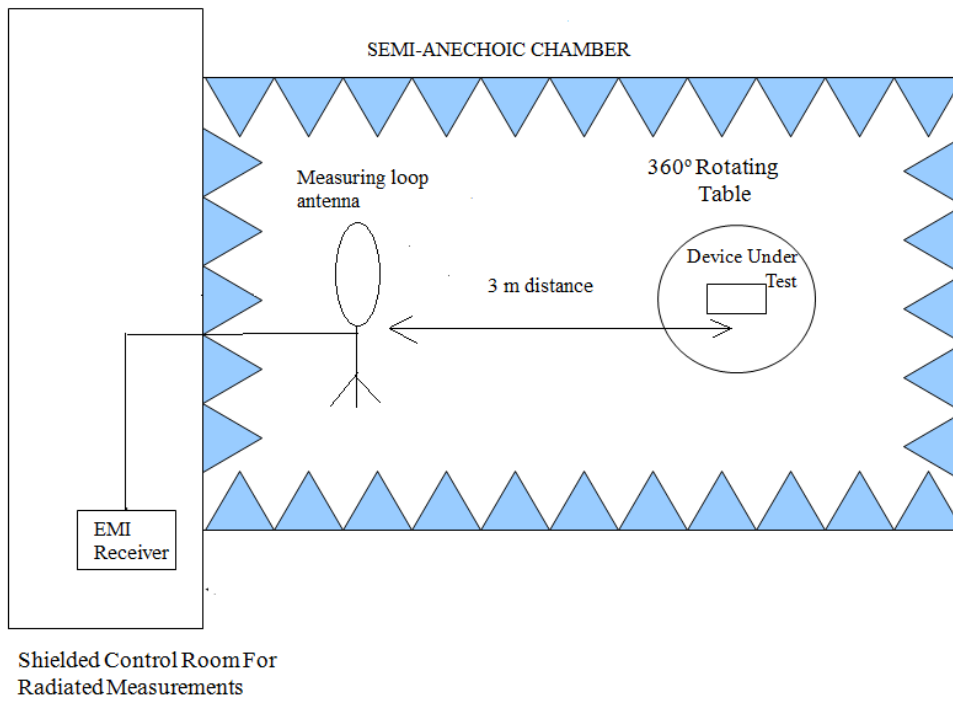 SEMI-ANECHOIC CHAMBER
Measuring loop
antenna
360º Rotating
Table
Device Under
Test
3 m distance
EMI
Receiver
Shielded Control Room For
Radiated Measurements